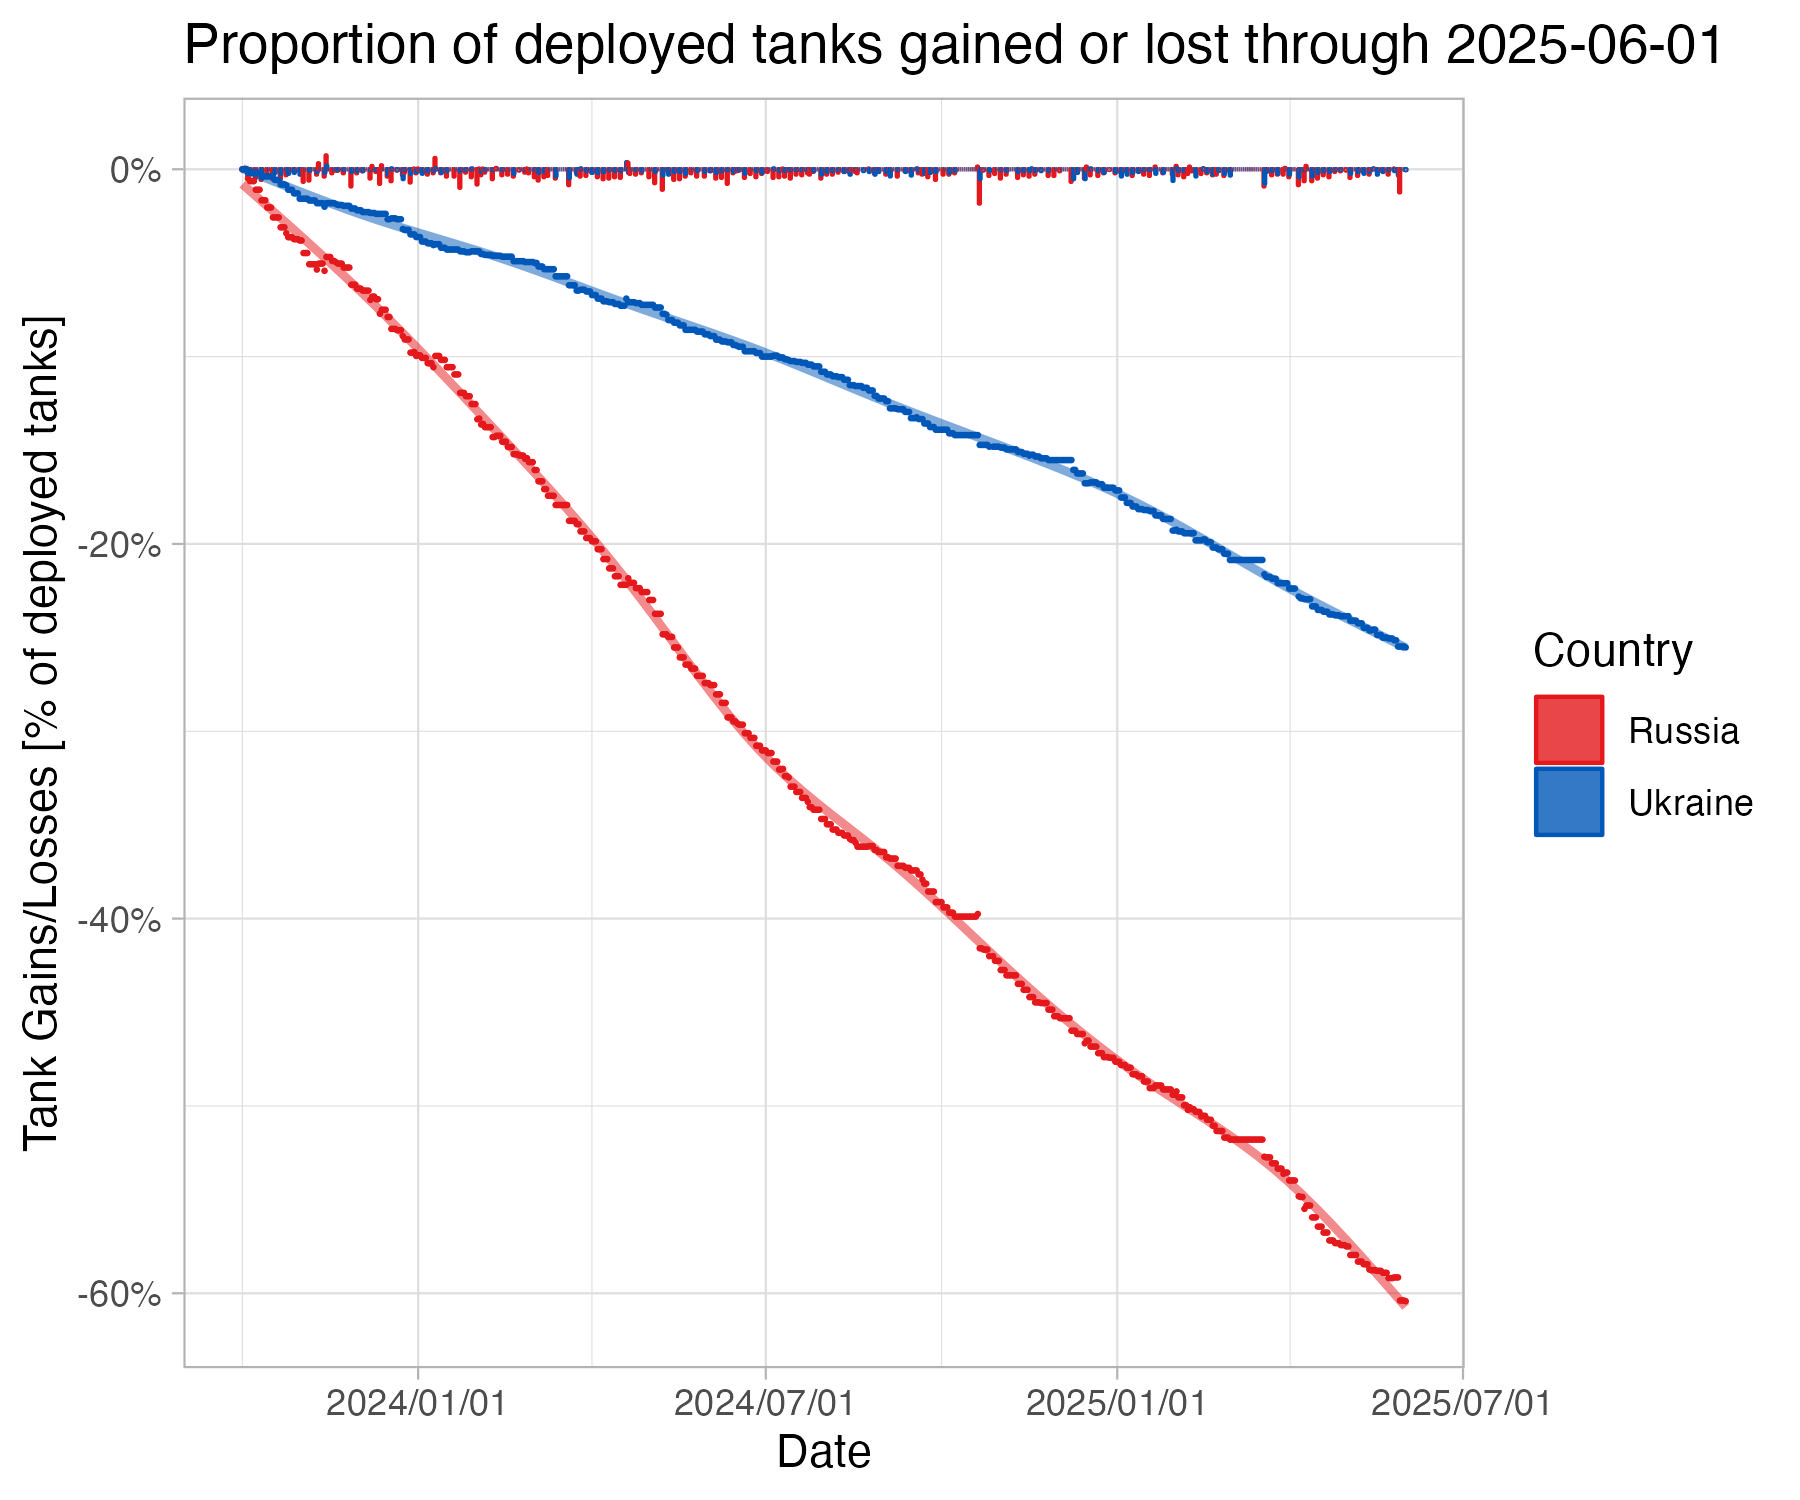 Proportion of deployed tanks gained or lost through 2025-06-01
Tank Gains/Losses [% of deployed tanks]
0%
-20%
-40%
-60%
2024/01/01
2024/07/01
2025/01/01
2025/07/01
Date
Country
Russia
Ukraine